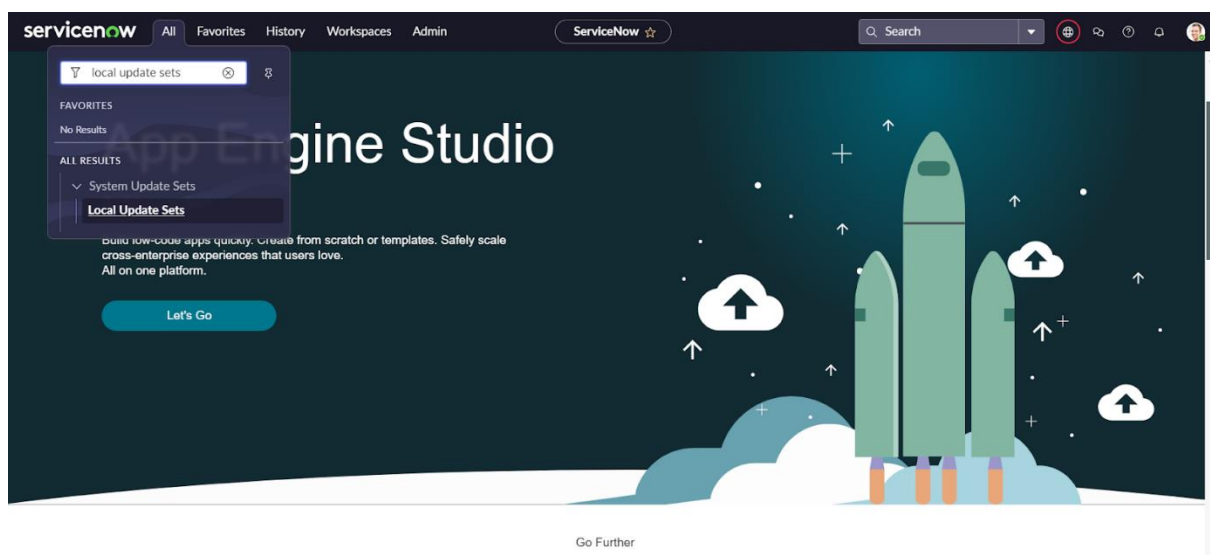 servicenow All Favorites History Workspaces Admin ServiceNow Search
local update sets
FAVORITES
No Results
App Engine Studio
ALL RESULTS
System Update Sets
Local Update Sets
Build low-code apps quickly. Create from scratch or templates. Safely scale
cross-enterprise experiences that users love.
All on one platform.
Let's Go
Go Further